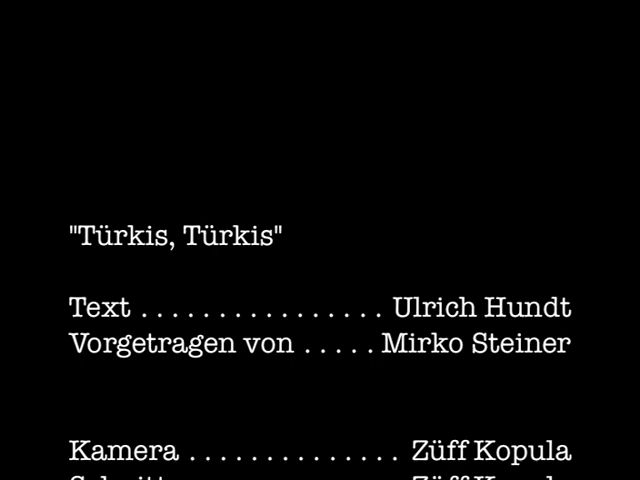 "Türkis, Türkis"
Text . . . . . . . . . . . . . . . . Ulrich Hundt
Vorgetragen von . . . . . Mirko Steiner
Kamera . . . . . . . . . . . . . . Züff Kopula